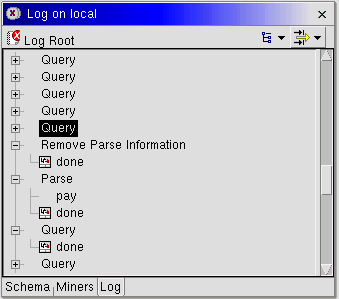 Log on local
Log Root
Query
Query
Query
Query
Query
Remove Parse Information
done
Parse
pay
done
Query
done
Query
Schema Miners Log